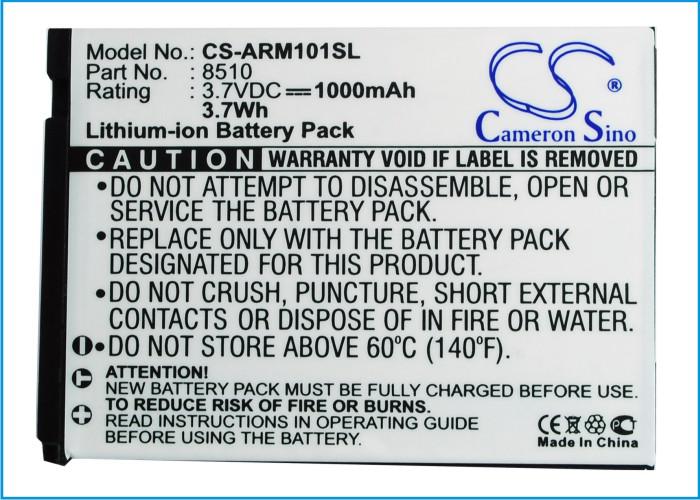 Model No.: CS-ARM101SL
Part No. : 8510
Rating : 3.7VDC⎓1000mAh
3.7Wh
Lithium-ion Battery Pack
CS
®
Cameron Sino
CAUTION WARRANTY VOID IF LABEL IS REMOVED
•DO NOT ATTEMPT TO DISASSEMBLE, OPEN OR
SERVICE THE BATTERY PACK.
•REPLACE ONLY WITH BATTERY PACK
DESIGNATED FOR THIS PRODUCT.
•DO NOT CRUSH, PUNCTURE, SHORT EXTERNAL
CONTACTS OR DISPOSE OF IN FIRE OR WATER.
•DO NOT STORE ABOVE 60°C (140°F).
ATTENTION!
NEW BATTERY PACK MUST BE FULLY CHARGED BEFORE USE.
TO REDUCE RISK OF FIRE OR BURNS,
READ INSTRUCTIONS IN OPERATING GUIDE
BEFORE USING BATTERY PACK.
CE
Made in China